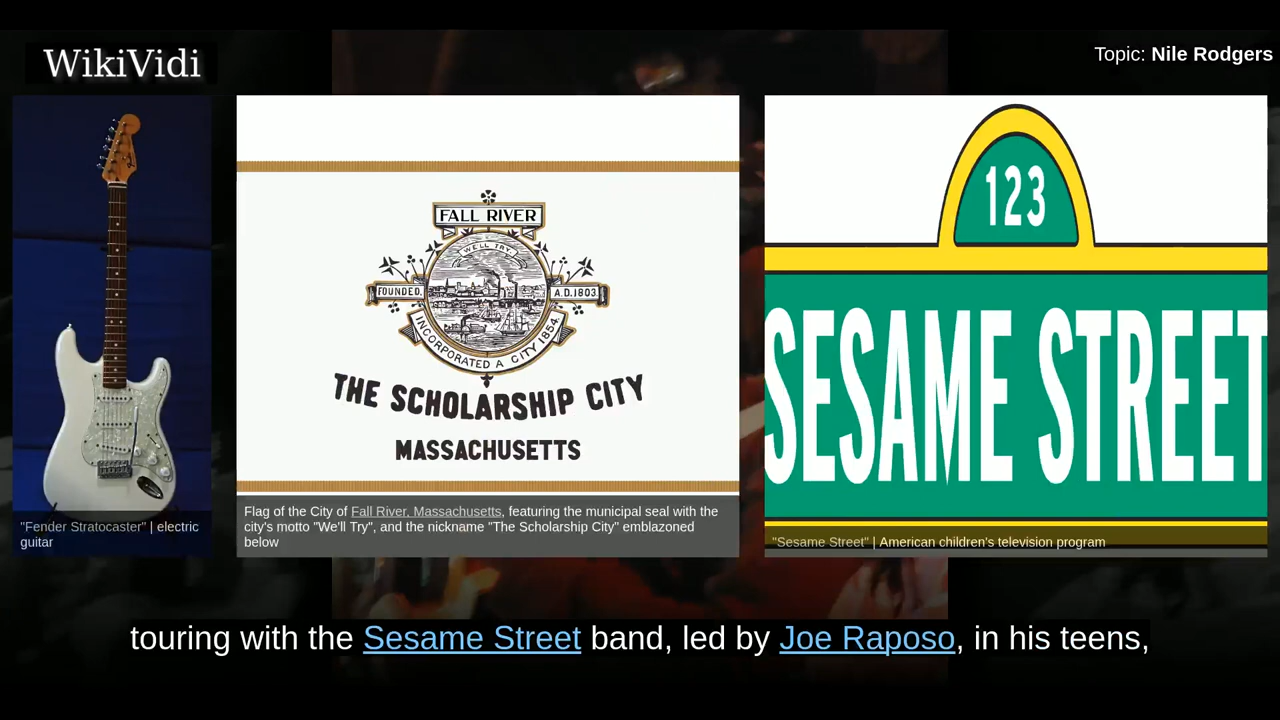 WikiVidi
Topic: Nile Rodgers
"Fender Stratocaster" | electric
guitar
FALL RIVER
WE'LL TRY
FOUNDED
A.D.1803
INCORPORATED A CITY 1854
THE SCHOLARSHIP CITY
MASSACHUSETTS
Flag of the City of Fall River, Massachusetts, featuring the municipal seal with the
city's motto "We'll Try", and the nickname "The Scholarship City" emblazoned
below
123
SESAME STREET
"Sesame Street" | American children's television program
touring with the Sesame Street band, led by Joe Raposo, in his teens,